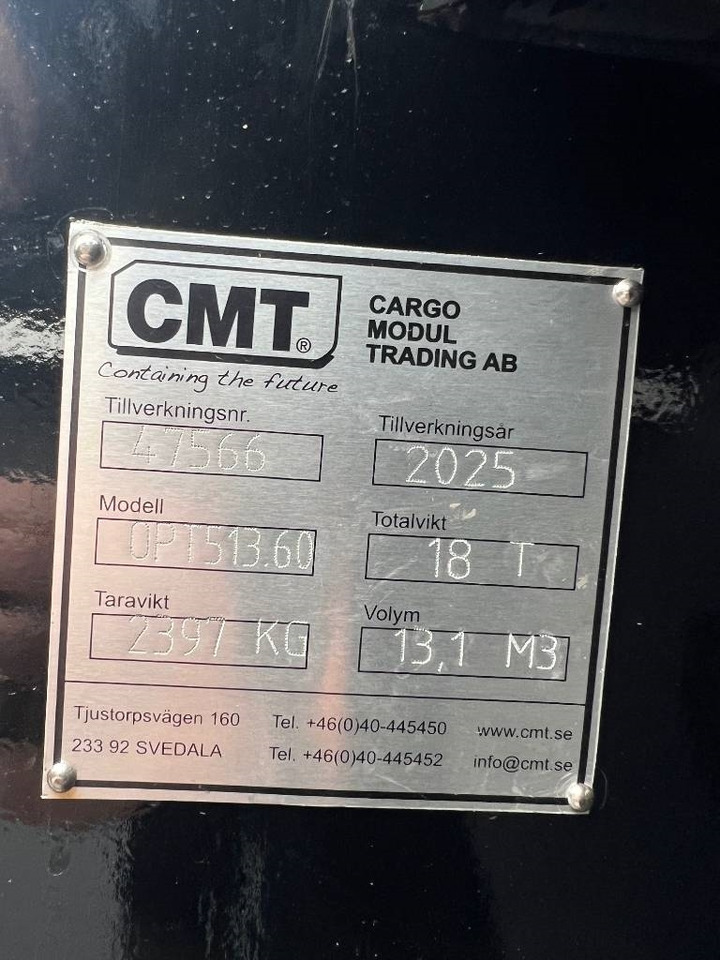 CMT®
Containing the future
CARGO
MODUL
TRADING AB
Tillverkningsnr.
47566
Tillverkningsår
2025
Modell
OPT513.60
Totalvikt
18 T
Taravikt
2397 KG
Volym
13,1 M3
Tjustorpsvägen 160 Tel. +46(0)40-445450 www.cmt.se
233 92 SVEDALA Tel. +46(0)40-445452 info@cmt.se